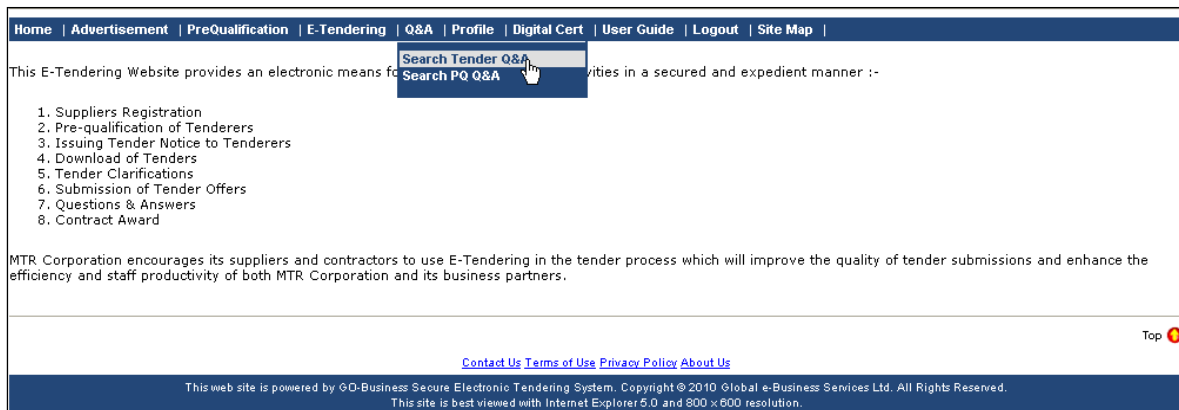 Home | Advertisement | PreQualification | E-Tendering | Q&A | Profile | Digital Cert | User Guide | Logout | Site Map |
Search Tender Q&A
Search PQ Q&A
This E-Tendering Website provides an electronic means vities in a secured and expedient manner :-
1. Suppliers Registration
2. Pre-qualification of Tenderers
3. Issuing Tender Notice to Tenderers
4. Download of Tenders
5. Tender Clarifications
6. Submission of Tender Offers
7. Questions & Answers
8. Contract Award
MTR Corporation encourages its suppliers and contractors to use E-Tendering in the tender process which will improve the quality of tender submissions and enhance the
efficiency and staff productivity of both MTR Corporation and its business partners.
Top
Contact Us Terms of Use Privacy Policy About Us
This web site is powered by GO-Business Secure Electronic Tendering System. Copyright © 2010 Global e-Business Services Ltd. All Rights Reserved.
This site is best viewed with Internet Explorer 5.0 and 800 x 600 resolution.